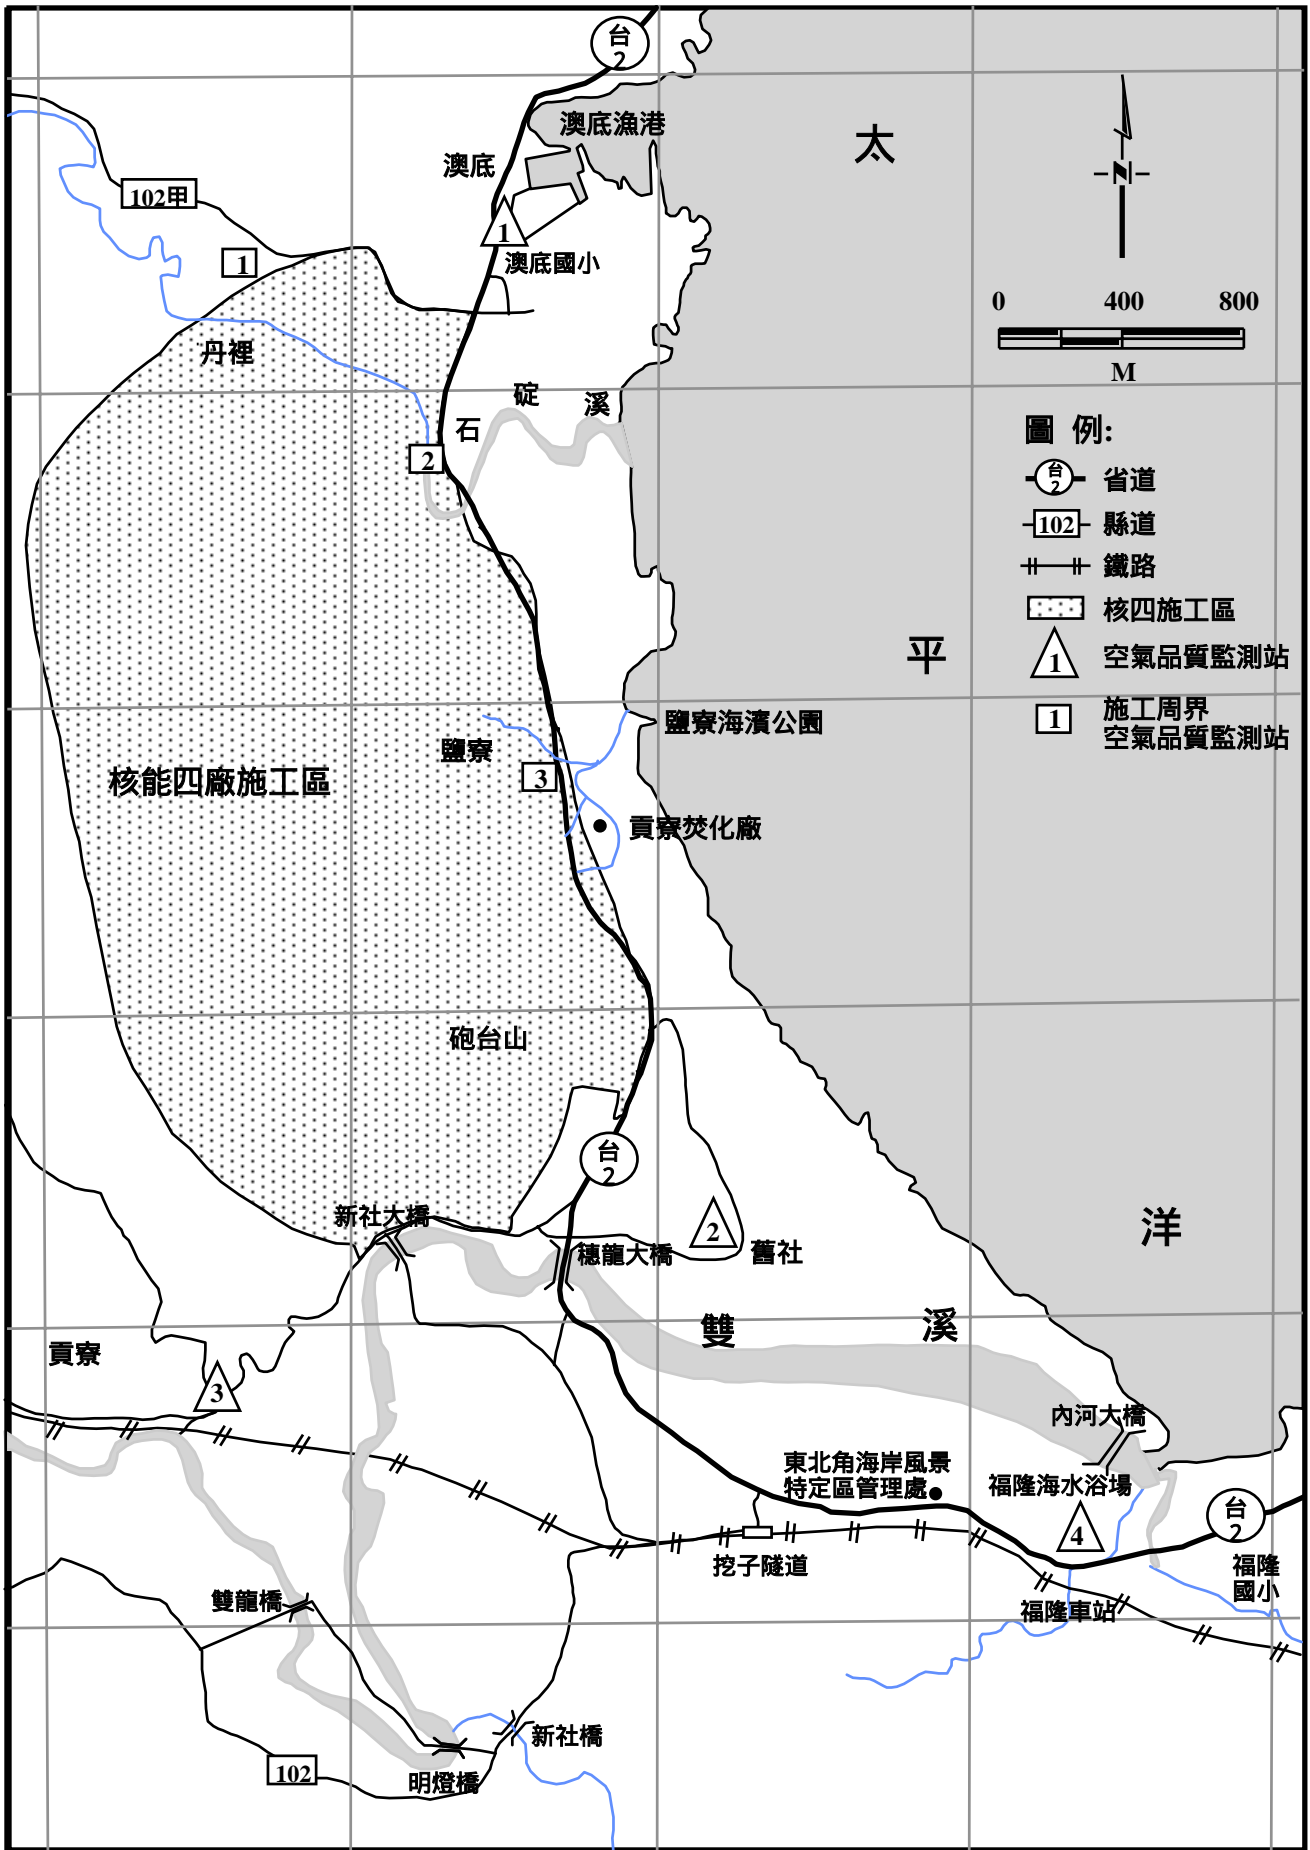 台
2
澳底漁港
太
澳底
102甲
N
1
澳底國小
1
0 400 800
M
丹裡
石 碇 溪
2
圖 例:
台
2
省道
102
縣道
鐵路
核四施工區
1
空氣品質監測站
1
施工周界
空氣品質監測站
平
鹽寮海濱公園
鹽寮
3
核能四廠施工區
貢寮焚化廠
砲台山
台
2
新社大橋
2
舊社
穗龍大橋
洋
雙 溪
貢寮
3
內河大橋
東北角海岸風景
特定區管理處
福隆海水浴場
4
台
2
挖子隧道
福隆
國小
雙龍橋
福隆車站
新社橋
102
明燈橋